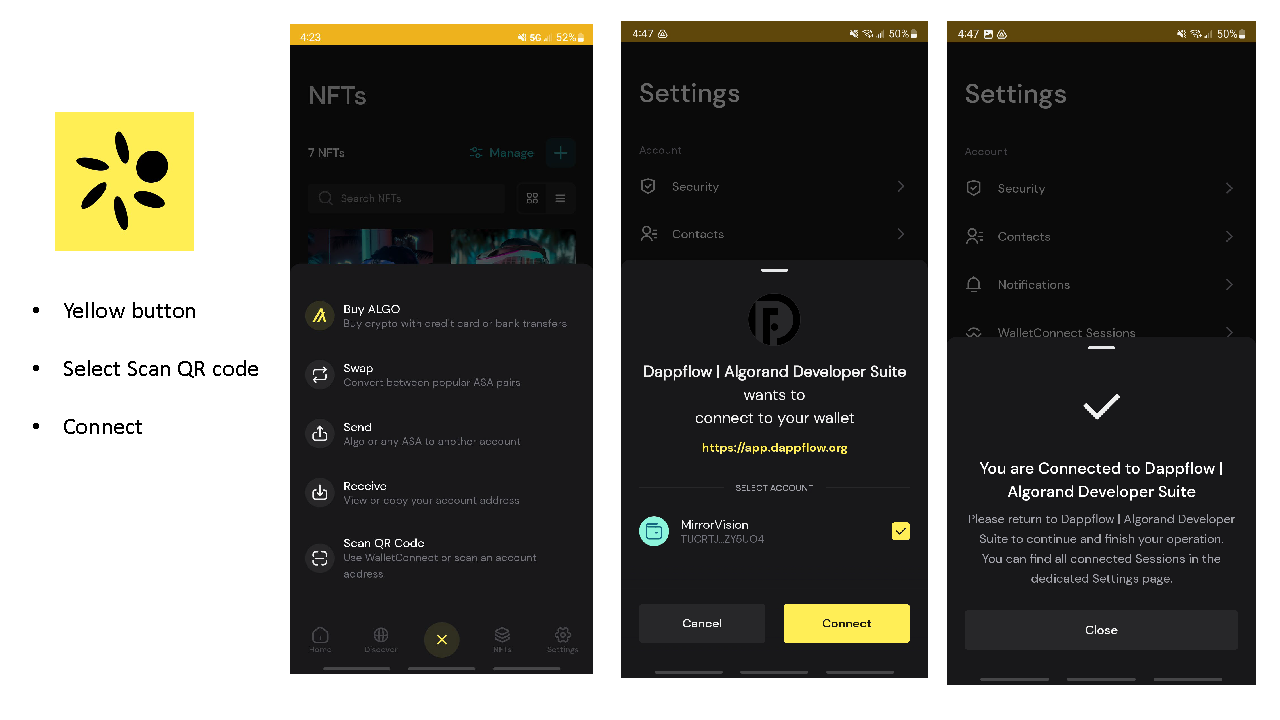 • Yellow button
• Select Scan QR code
• Connect
4:23
5G 52%
NFTs
7 NFTs
Manage
Search NFTs
Buy ALGO
Buy crypto with credit card or bank transfers
Swap
Convert between popular ASA pairs
Send
Algo or any ASA to another account
Receive
View or copy your account address
Scan QR Code
Use WalletConnect or scan an account
address
Home
Discover
NFTs
Settings
4:47
50%
Settings
Account
Security
Contacts
Dappflow | Algorand Developer Suite
wants to
connect to your wallet
https://app.dappflow.org
SELECT ACCOUNT
MirrorVision
TUCRTJ...ZY5UO4
Cancel
Connect
4:47
50%
Settings
Account
Security
Contacts
Notifications
WalletConnect Sessions
You are Connected to Dappflow |
Algorand Developer Suite
Please return to Dappflow | Algorand Developer
Suite to continue and finish your operation.
You can find all connected Sessions in the
dedicated Settings page.
Close